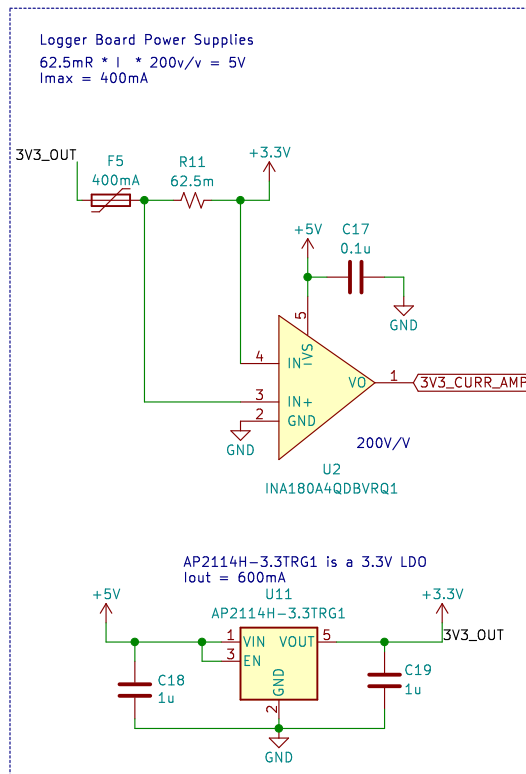 Logger Board Power Supplies
62.5mR * I * 200v/v = 5V
Imax = 400mA
3V3_OUT
F5
400mA
R11
62.5m
+3.3V
+5V
C17
0.1u
GND
5
VS
4
IN-
3
IN+
2
GND
VO
1
3V3_CURR_AMP
GND
200V/V
U2
INA180A4QDBVRQ1
AP2114H-3.3TRG1 is a 3.3V LDO
Iout = 600mA
U11
AP2114H-3.3TRG1
+5V
+3.3V
1
VIN
VOUT
5
3V3_OUT
3
EN
GND
2
C18
1u
C19
1u
GND